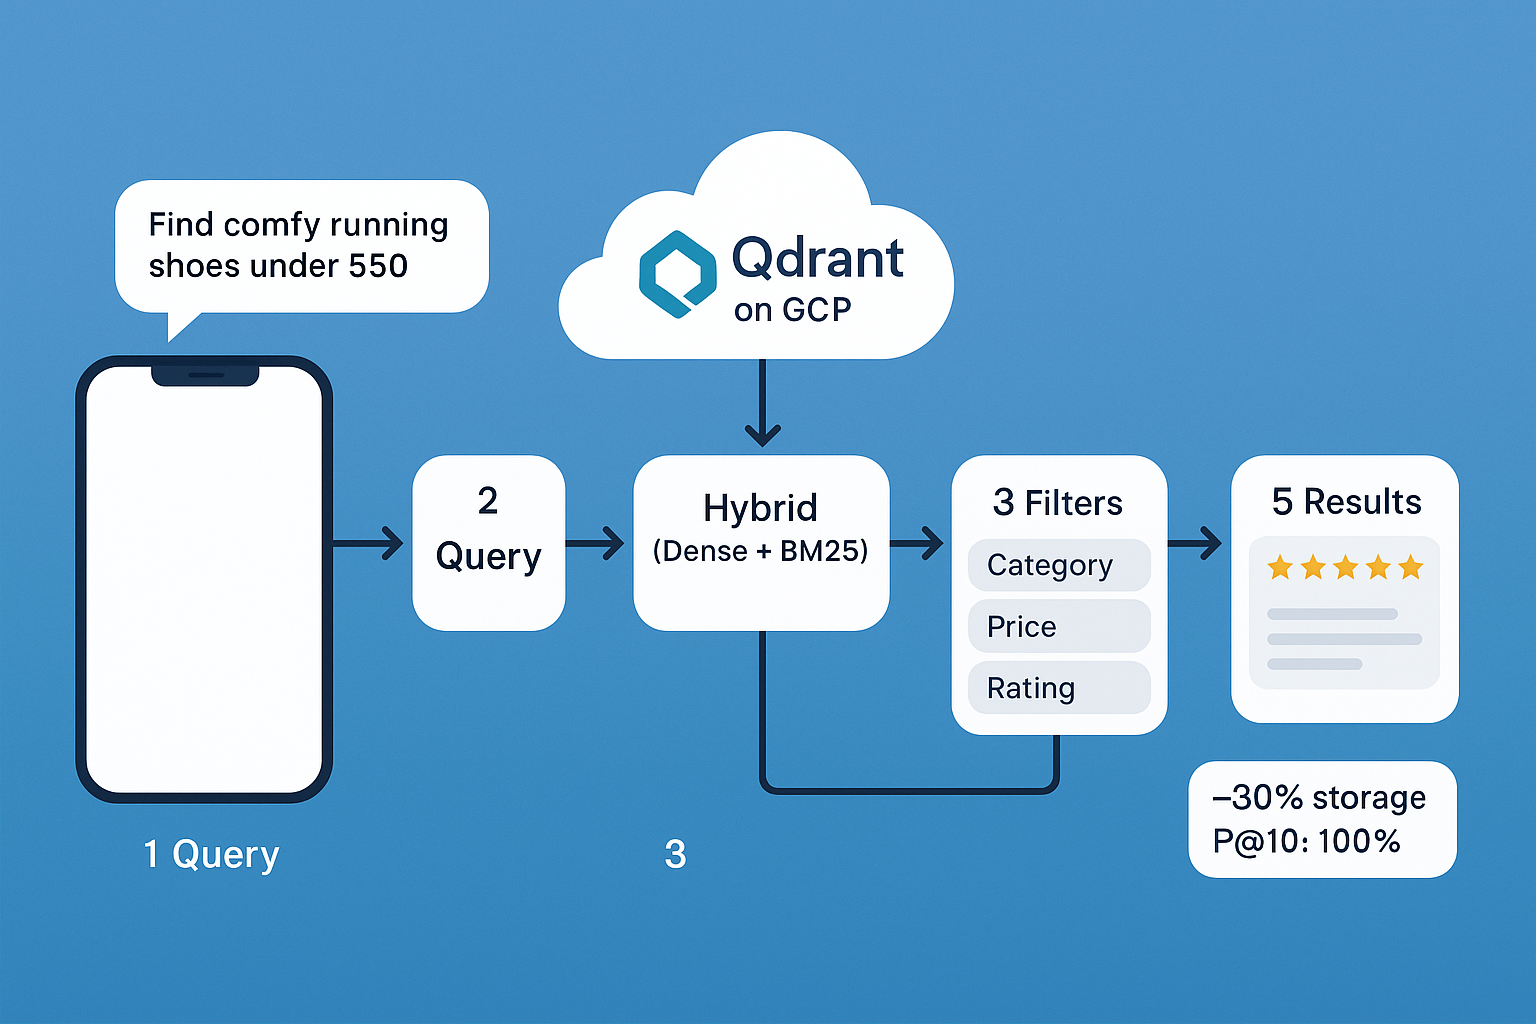 Find comfy running
shoes under 550
Qdrant
on GCP
2
Query
Hybrid
(Dense + BM25)
3 Filters
Category
Price
Rating
5 Results
–30% storage
P@10: 100%
1 Query
3